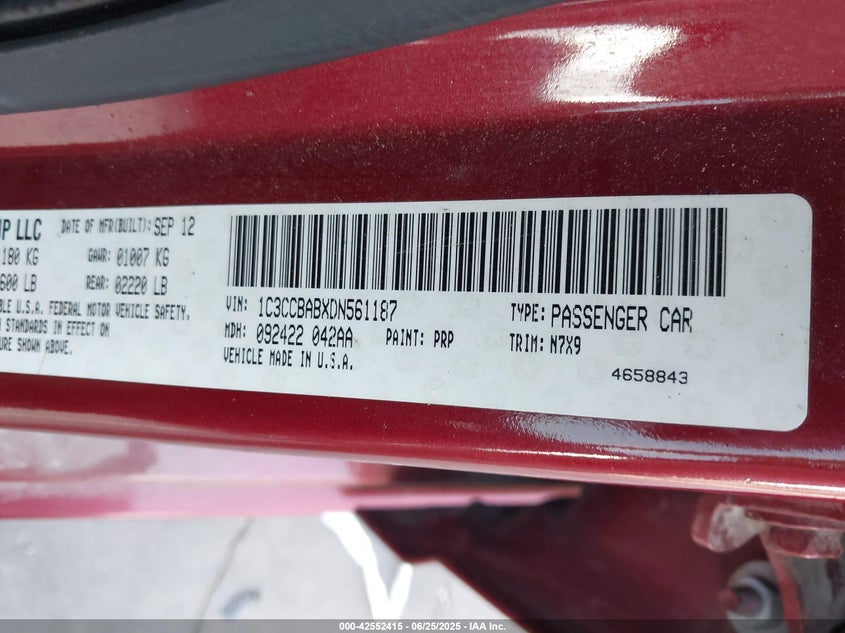 UP LLC DATE OF MFR(BUILT): SEP 12
180 KG GAWR: 01007 KG
600 LB REAR: 02220 LB
BLE U.S.A. FEDERAL MOTOR VEHICLE SAFETY,
N STANDARDS IN EFFECT ON
URE SHOWN ABOVE.
VIN: 1C3CCBABXDN561187 TYPE: PASSENGER CAR
MDH: 092422 042AA PAINT: PRP TRIM: N7X9
VEHICLE MADE IN U.S.A.
4658843
000-42552415 - 06/25/2025 - IAA Inc.